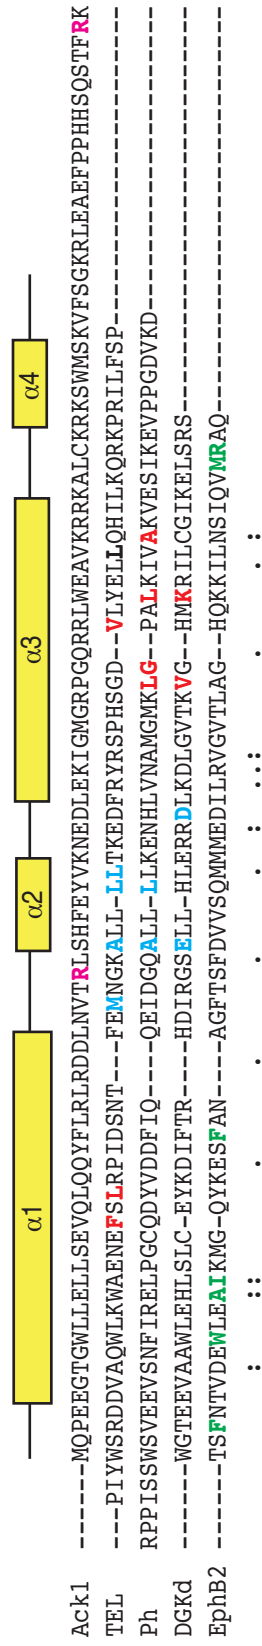 α1 α2 α3 α4
Ack1 ------MQPEEGTGWLLELLSEVQLQQYFLRLRDDLNVTRLSHFEYVKNEDLEKIGMGRPGQRRLWEAVKRRKALCKRKSWMSKVFSGKRLEAEFPPHHSQSTFRK
TEL ----PIYWSRDDVAQWLKWAENEFSLRPIDSNT---FEMNGKALL-LLTKEDFRYRSPHSGD--VLYELLQHILKQRKPRILFSP----------------------
Ph RPPISSWSVEEVSNFIRELPGCQDYVDDFIQ----QEIDGQALL-LLKENHLVNAMGMKLG--PALKIVAKVESIKEVPPGDVKD---------------------
DGKd ------WGTEEVAAWLEHLSLC-EYKDIFTR----HDIRGSELL-HLERRDLKDLGVTKVG--HMKRILCGIKELSRS----------------------------
EphB2 ----TSFNTVDEWLEAIKMG-QYKESFAN-----AGFTSFDVVSQMMMEDILRVGVTLAG---HQKKILNSIQVMRAQ----------------------------
: :: . . . . : ..: . . :